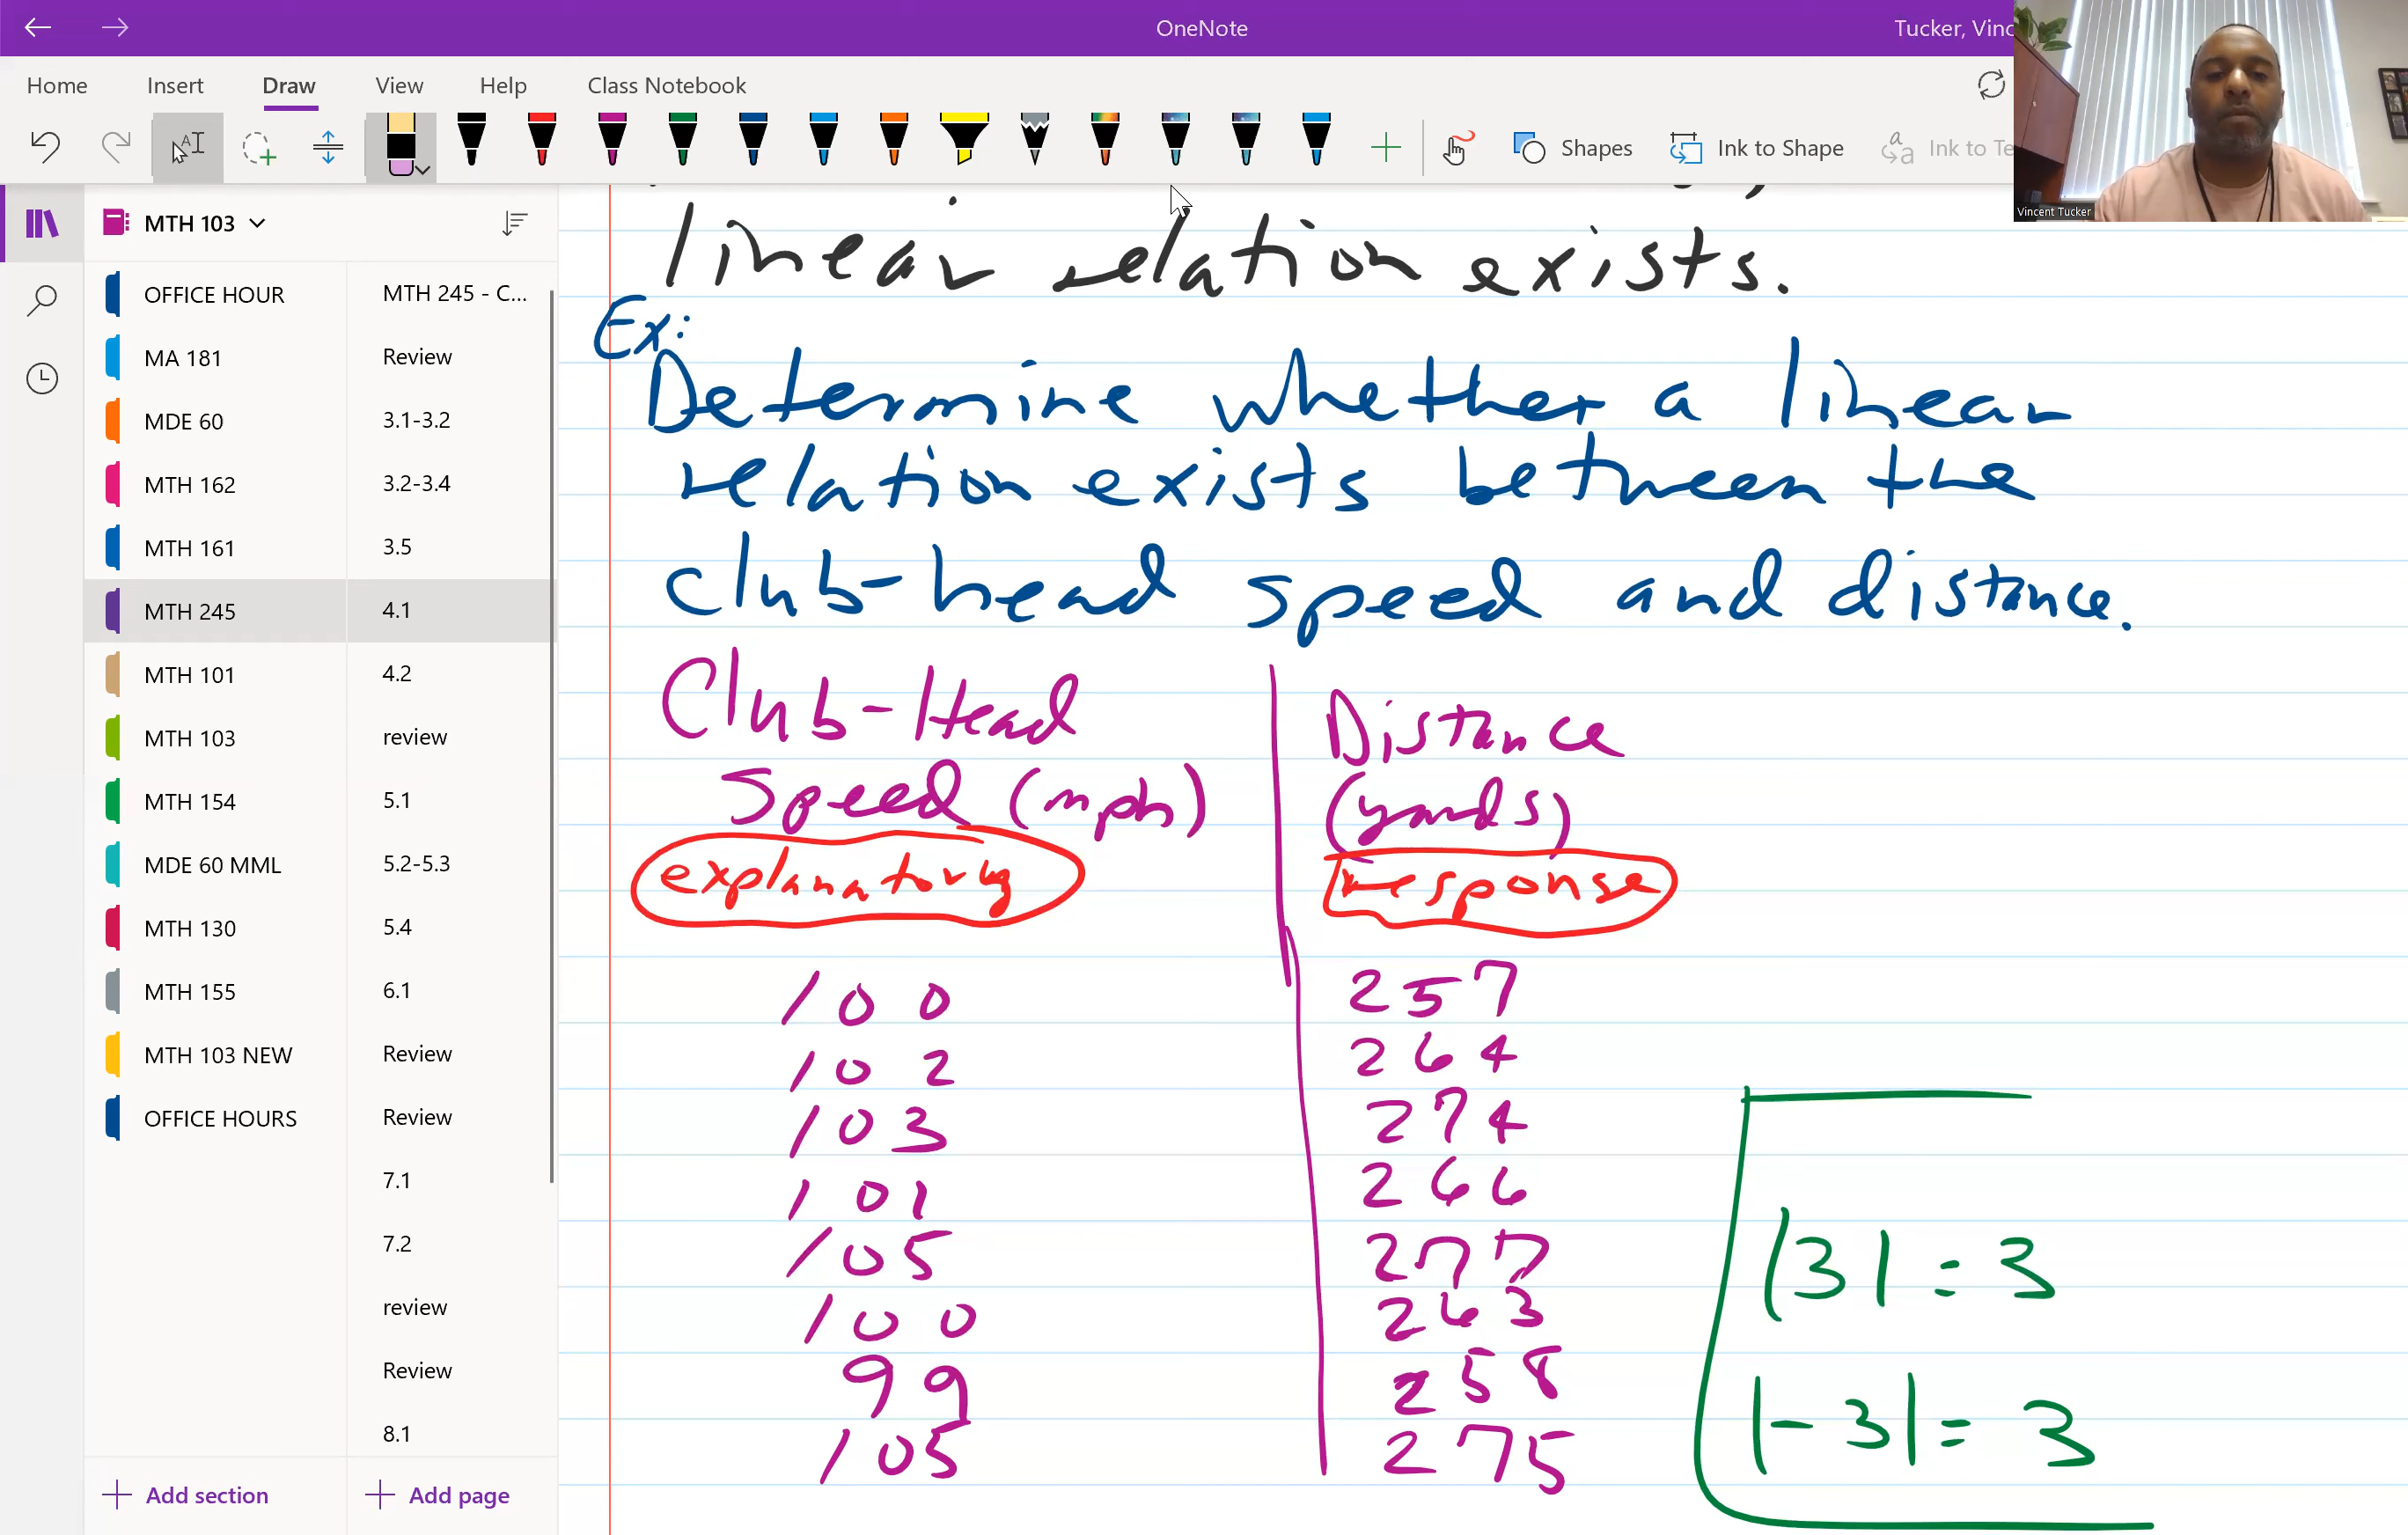 OneNote
Tucker, Vinc
Home Insert Draw View Help Class Notebook
Shapes Ink to Shape Ink to Te
Vincent Tucker
MTH 103
OFFICE HOUR
MA 181
MDE 60
MTH 162
MTH 161
MTH 245
MTH 101
MTH 103
MTH 154
MDE 60 MML
MTH 130
MTH 155
MTH 103 NEW
OFFICE HOURS
Add section
MTH 245 - C...
Review
3.1-3.2
3.2-3.4
3.5
4.1
4.2
review
5.1
5.2-5.3
5.4
6.1
Review
Review
7.1
7.2
review
Review
8.1
Add page
linear relation exists.
Ex:
Determine whether a linear
relation exists between the
club-head speed and distance.
Club-Head Distance
Speed (mph) (yards)
explanatory response
100 257
102 264
103 274
101 266
105 277
100 263
99 258
105 275
|3| = 3
|-3| = 3